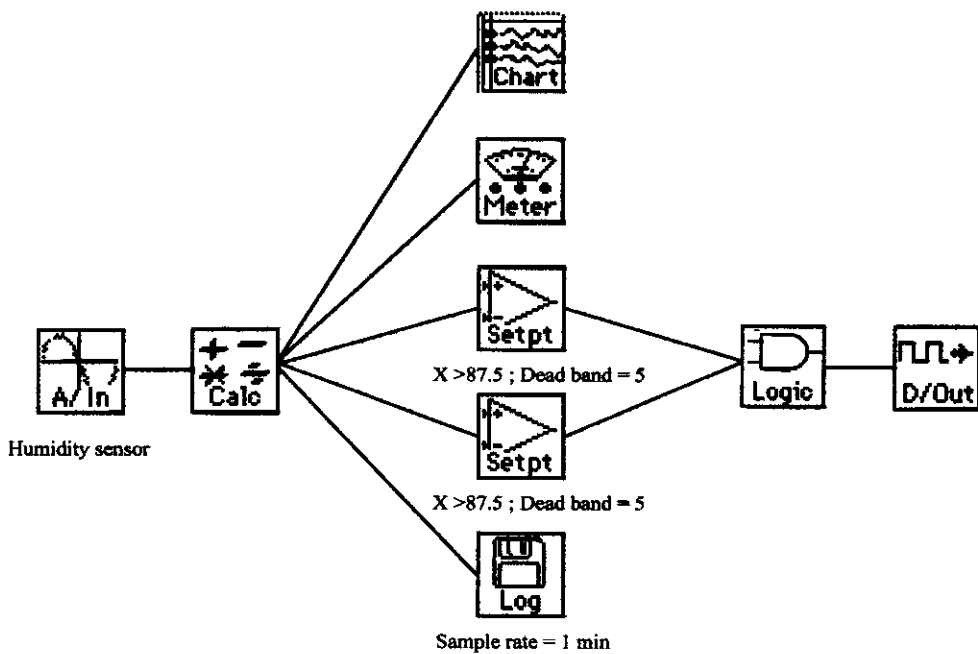 Chart
Meter
Setpt
X >87.5 ; Dead band = 5
A/In
Calc
Logic
D/Out
Humidity sensor
Setpt
X >87.5 ; Dead band = 5
Log
Sample rate = 1 min